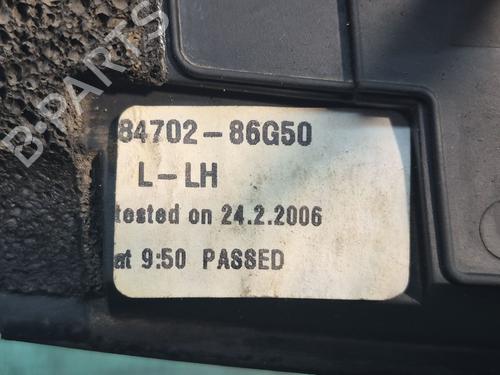 84702-86G50
L-LH
tested on 24.2.2006
at 9:50 PASSED
B-PARTS